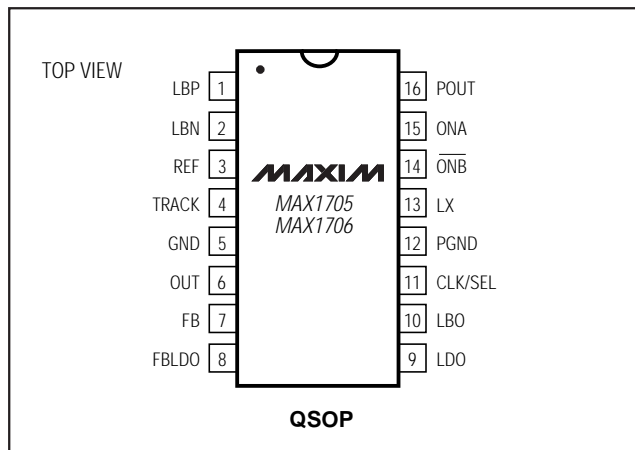 TOP VIEW
LBP 1
LBN 2
REF 3
TRACK 4
GND 5
OUT 6
FB 7
FBLDO 8
MAXIM
MAX1705
MAX1706
16 POUT
15 ONA
14 O̅N̅B̅
13 LX
12 PGND
11 CLK/SEL
10 LBO
9 LDO
QSOP